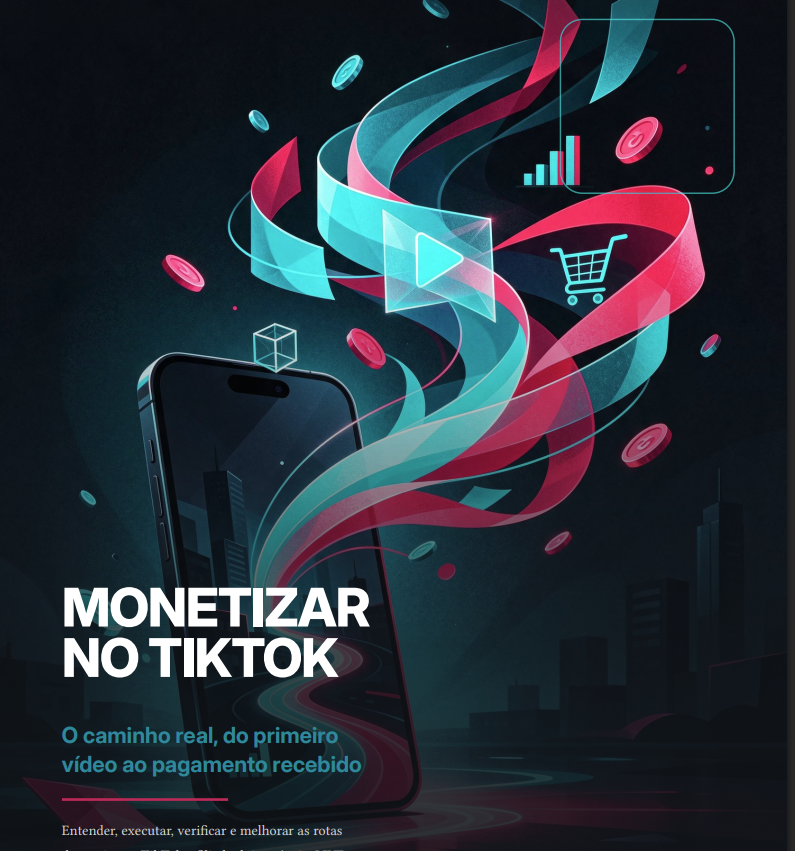 MONETIZAR
NO TIKTOK
O caminho real, do primeiro
vídeo ao pagamento recebido
Entender, executar, verificar e melhorar as rotas